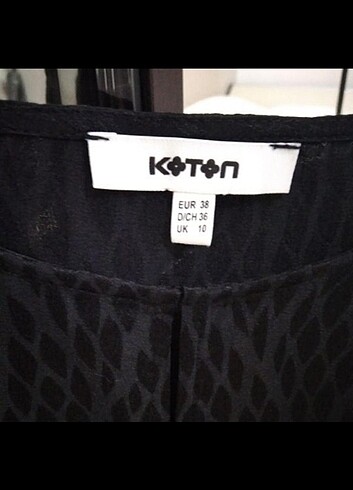 KOTON
EUR 38
D/CH 36
UK 10